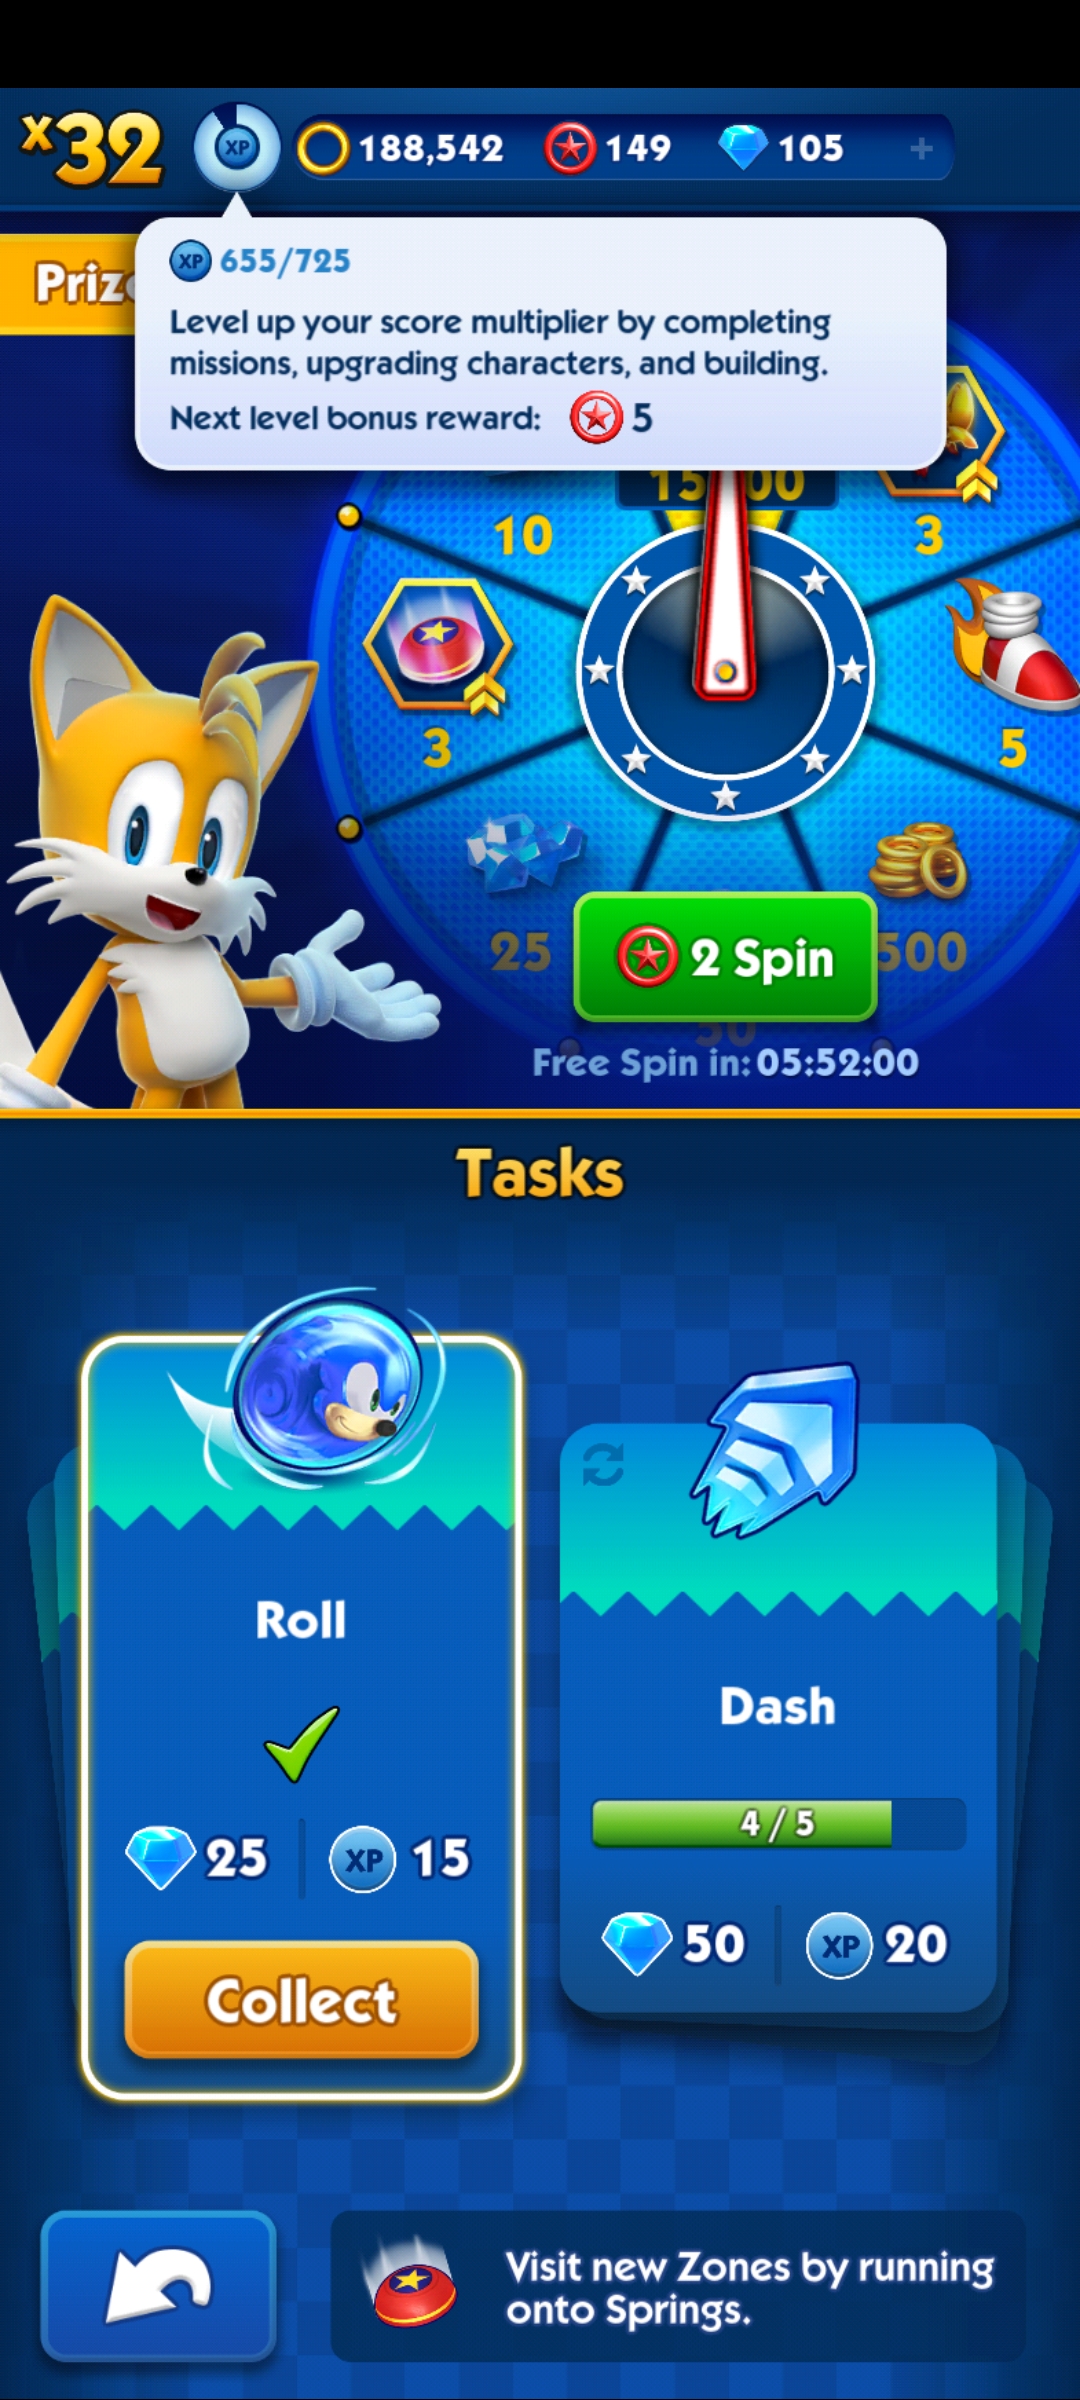 x32 XP 188,542 149 105 +
XP 655/725
Level up your score multiplier by completing
missions, upgrading characters, and building.
Next level bonus reward: 5
10
3
3
5
25
500
2 Spin
50
Free Spin in: 05:52:00
Tasks
Roll
25 XP 15
Collect
Dash
4 / 5
50 XP 20
Visit new Zones by running
onto Springs.